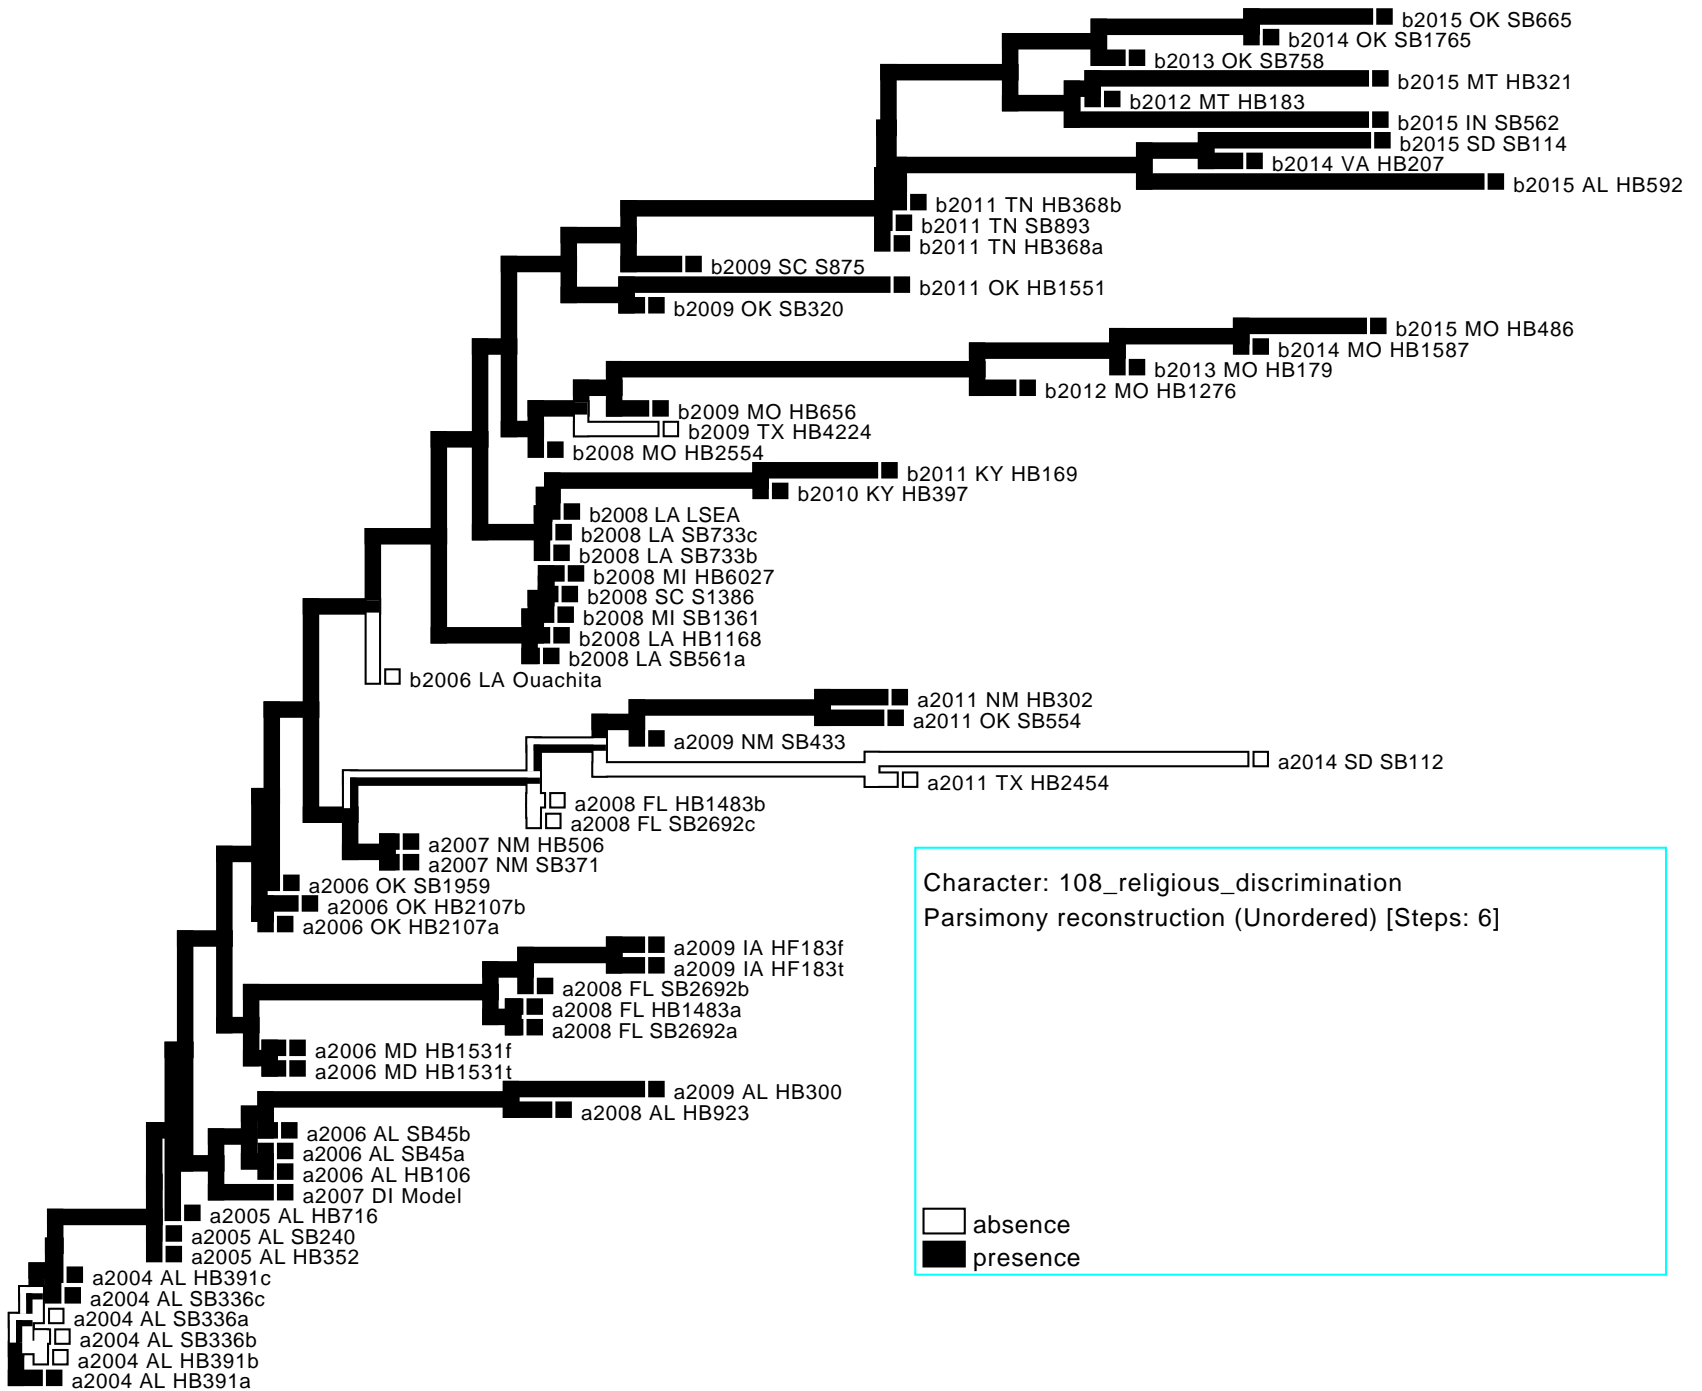 b2015 OK SB665
b2014 OK SB1765
b2013 OK SB758
b2015 MT HB321
b2012 MT HB183
b2015 IN SB562
b2015 SD SB114
b2014 VA HB207
b2015 AL HB592
b2011 TN HB368b
b2011 TN SB893
b2011 TN HB368a
b2009 SC S875
b2011 OK HB1551
b2009 OK SB320
b2015 MO HB486
b2014 MO HB1587
b2013 MO HB179
b2012 MO HB1276
b2009 MO HB656
b2009 TX HB4224
b2008 MO HB2554
b2011 KY HB169
b2010 KY HB397
b2008 LA LSEA
b2008 LA SB733c
b2008 LA SB733b
b2008 MI HB6027
b2008 SC S1386
b2008 MI SB1361
b2008 LA HB1168
b2008 LA SB561a
b2006 LA Ouachita
a2011 NM HB302
a2011 OK SB554
a2009 NM SB433
a2014 SD SB112
a2011 TX HB2454
a2008 FL HB1483b
a2008 FL SB2692c
a2007 NM HB506
a2007 NM SB371
a2006 OK SB1959
a2006 OK HB2107b
a2006 OK HB2107a
a2009 IA HF183f
a2009 IA HF183t
a2008 FL SB2692b
a2008 FL HB1483a
a2008 FL SB2692a
a2006 MD HB1531f
a2006 MD HB1531t
a2009 AL HB300
a2008 AL HB923
a2006 AL SB45b
a2006 AL SB45a
a2006 AL HB106
a2007 DI Model
a2005 AL HB716
a2005 AL SB240
a2005 AL HB352
a2004 AL HB391c
a2004 AL SB336c
a2004 AL SB336a
a2004 AL SB336b
a2004 AL HB391b
a2004 AL HB391a
Character: 108_religious_discrimination
Parsimony reconstruction (Unordered) [Steps: 6]
absence
presence